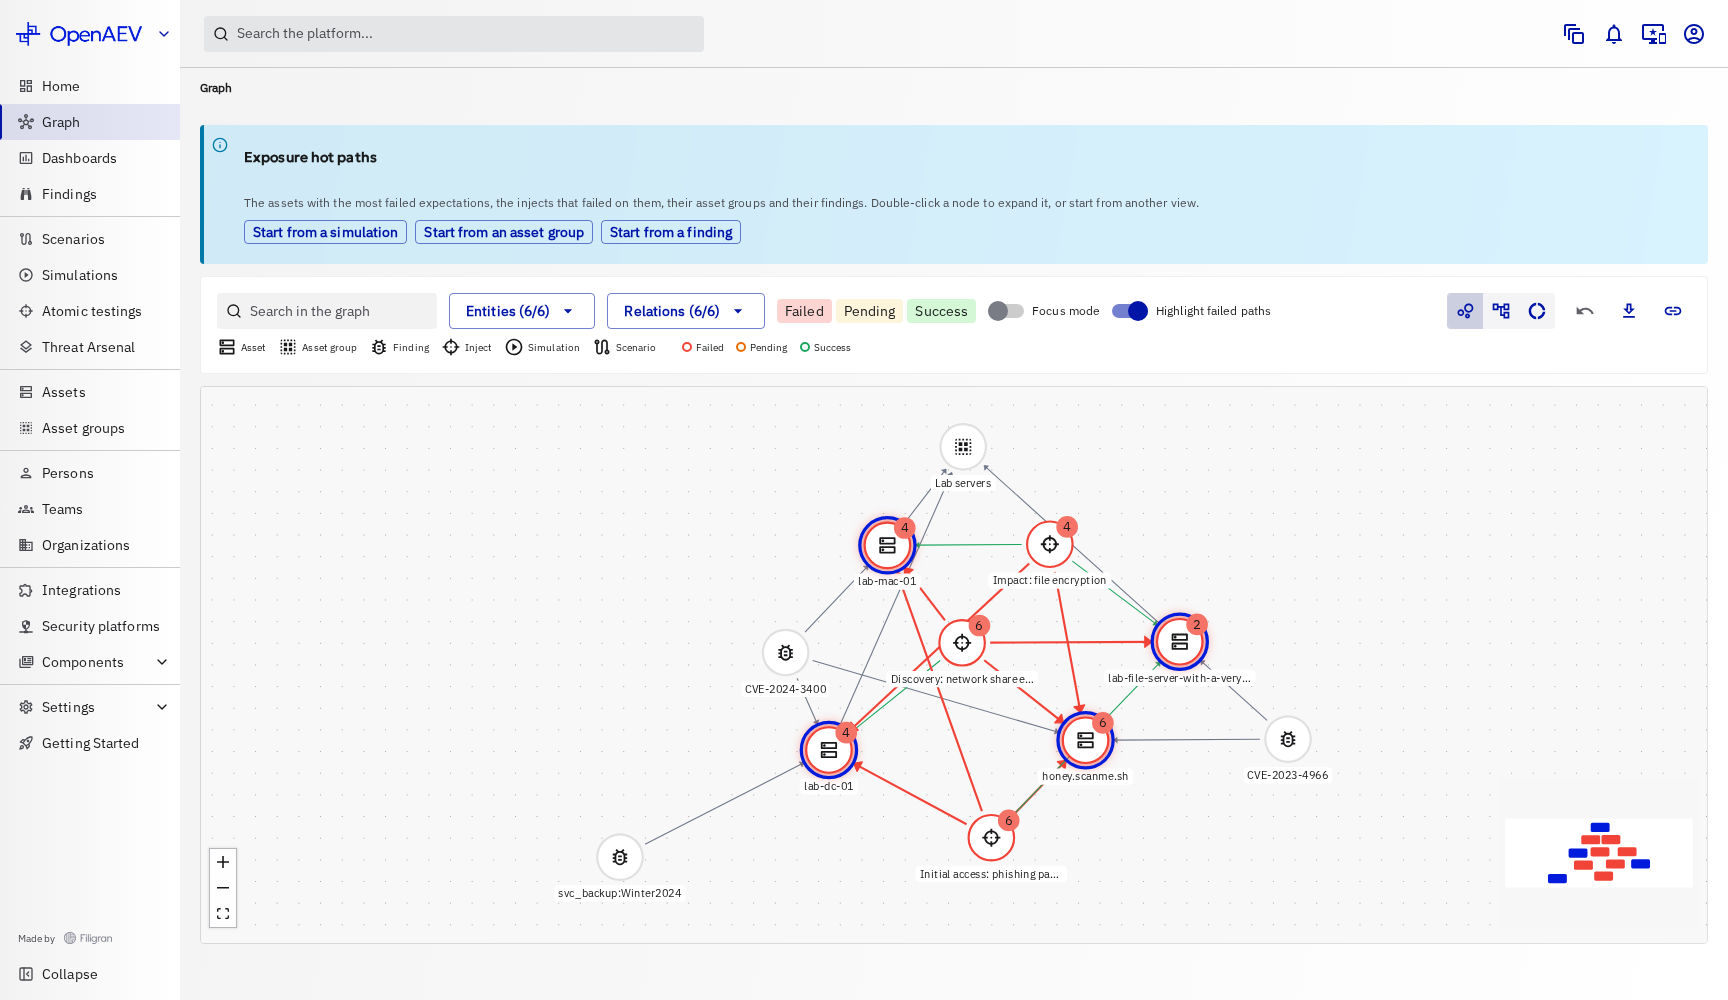 OpenAEV
Search the platform...
Home
Graph
Dashboards
Findings
Scenarios
Simulations
Atomic testings
Threat Arsenal
Assets
Asset groups
Persons
Teams
Organizations
Integrations
Security platforms
Components
Settings
Getting Started
Made by Filigran
Collapse
Graph
Exposure hot paths
The assets with the most failed expectations, the injects that failed on them, their asset groups and their findings. Double-click a node to expand it, or start from another view.
Start from a simulation Start from an asset group Start from a finding
Search in the graph Entities (6/6) Relations (6/6) Failed Pending Success Focus mode Highlight failed paths
Asset Asset group Finding Inject Simulation Scenario Failed Pending Success
Lab servers
4
lab-mac-01
4
Impact: file encryption
6
Discovery: network share e...
2
lab-file-server-with-a-very...
CVE-2024-3400
4
lab-dc-01
6
honey.scanme.sh
CVE-2023-4966
6
Initial access: phishing pa...
svc_backup:Winter2024